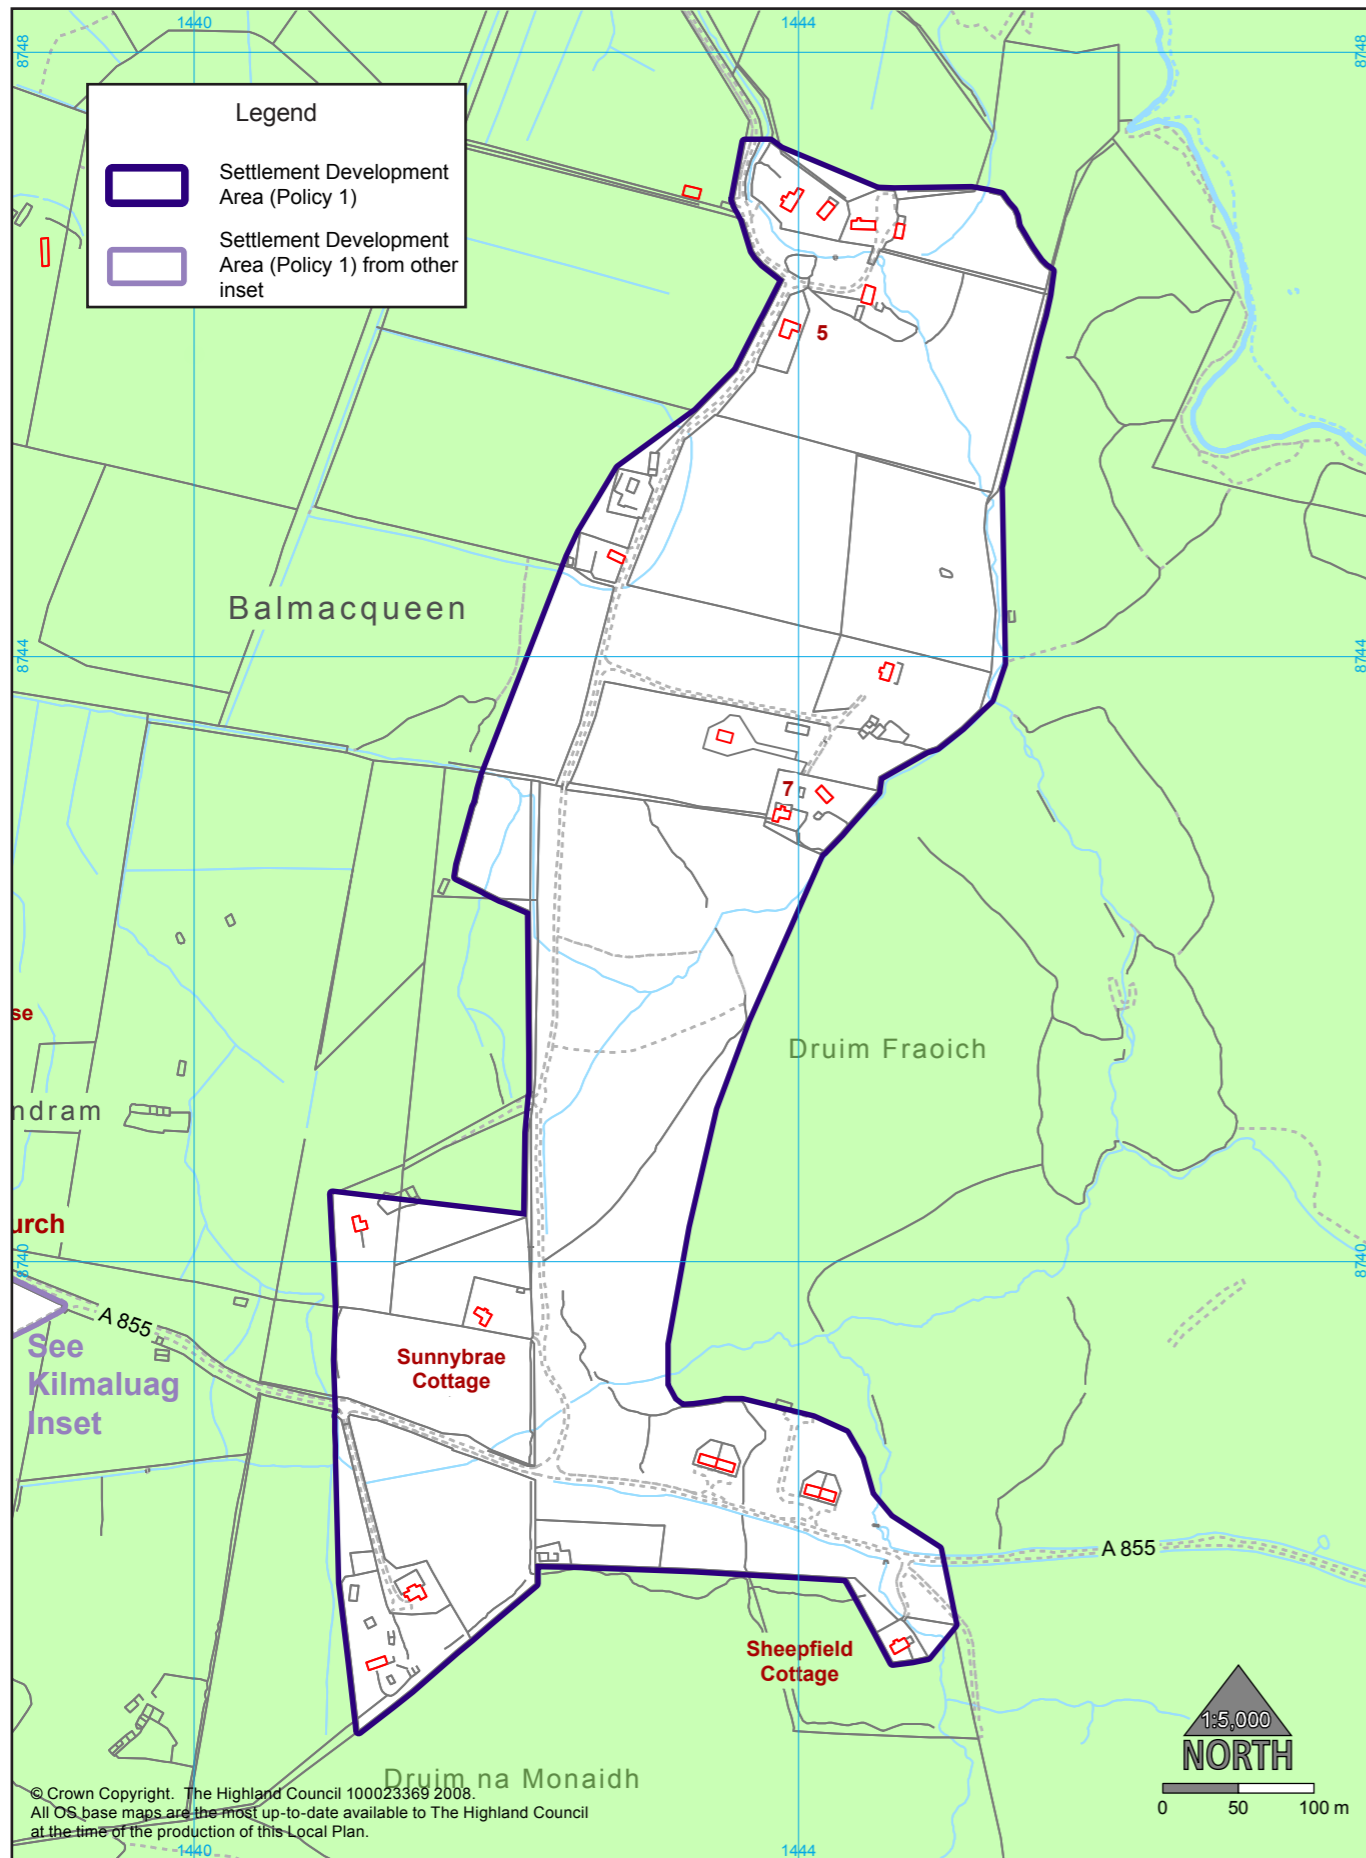 1440
1444
8748
8748
Legend
Settlement Development
Area (Policy 1)
Settlement Development
Area (Policy 1) from other
inset
5
Balmacqueen
8744
8744
7
se
Druim Fraoich
ndram
urch
8740
8740
A 855
See
Kilmaluag
Inset
Sunnybrae
Cottage
A 855
Sheepfield
Cottage
1:5,000
NORTH
0 50 100 m
Druim na Monaidh
© Crown Copyright. The Highland Council 100023369 2008.
All OS base maps are the most up-to-date available to The Highland Council
at the time of the production of this Local Plan.
1440
1444